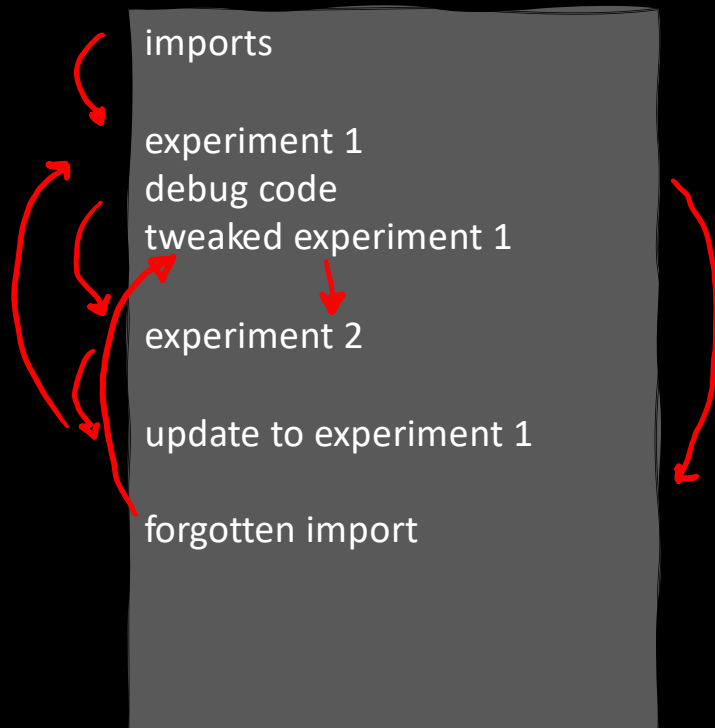 imports
experiment 1
debug code
tweaked experiment 1
experiment 2
update to experiment 1
forgotten import